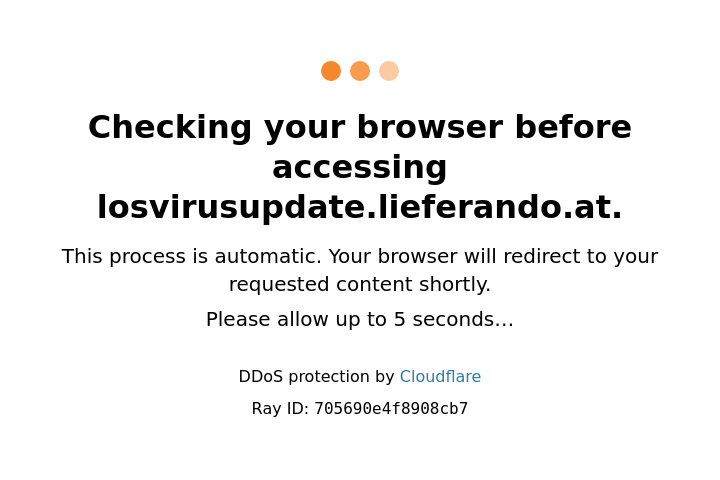 Checking your browser before
accessing
losvirusupdate.lieferando.at.
This process is automatic. Your browser will redirect to your
requested content shortly.
Please allow up to 5 seconds…
DDoS protection by Cloudflare
Ray ID: 705690e4f8908cb7